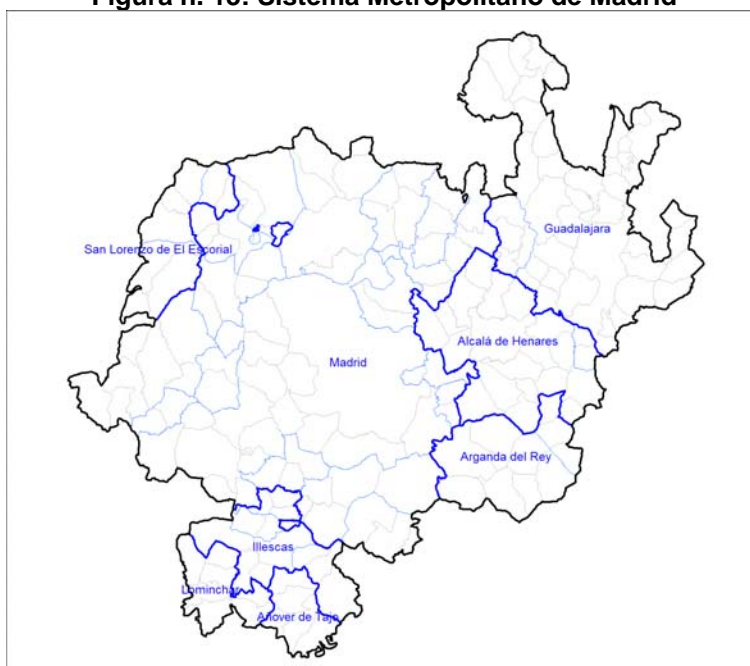 Figura n. 15: Sistema Metropolitano de Madrid
Guadalajara
San Lorenzo de El Escorial
Alcalá de Henares
Madrid
Arganda del Rey
Illescas
Lominchar
Añover de Tajo